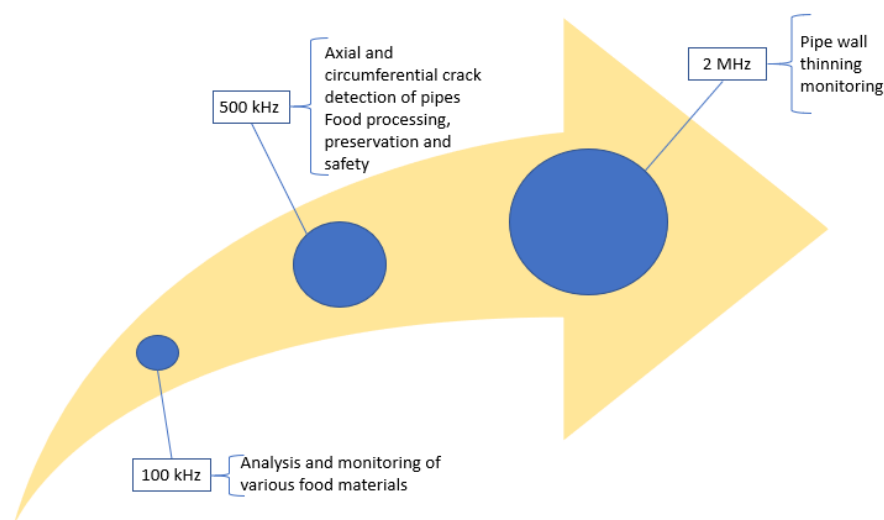 500 kHz
Axial and
circumferential crack
detection of pipes
Food processing,
preservation and
safety
2 MHz
Pipe wall
thinning
monitoring
100 kHz
Analysis and monitoring of
various food materials